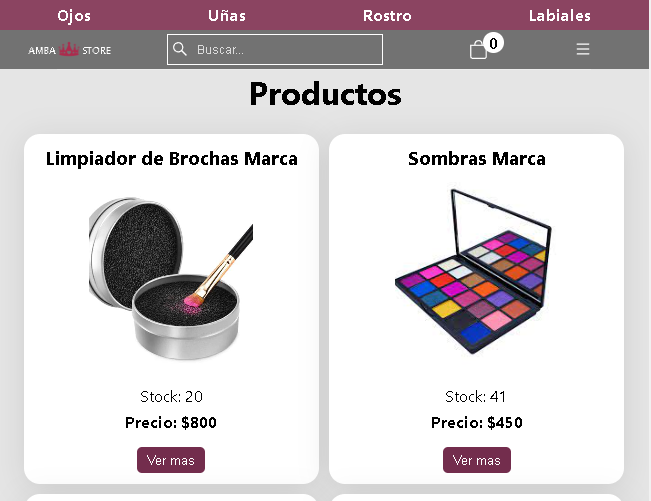 Ojos Uñas Rostro Labiales
AMBA STORE Buscar... 0
Productos
Limpiador de Brochas Marca
Stock: 20
Precio: $800
Ver mas
Sombras Marca
Stock: 41
Precio: $450
Ver mas